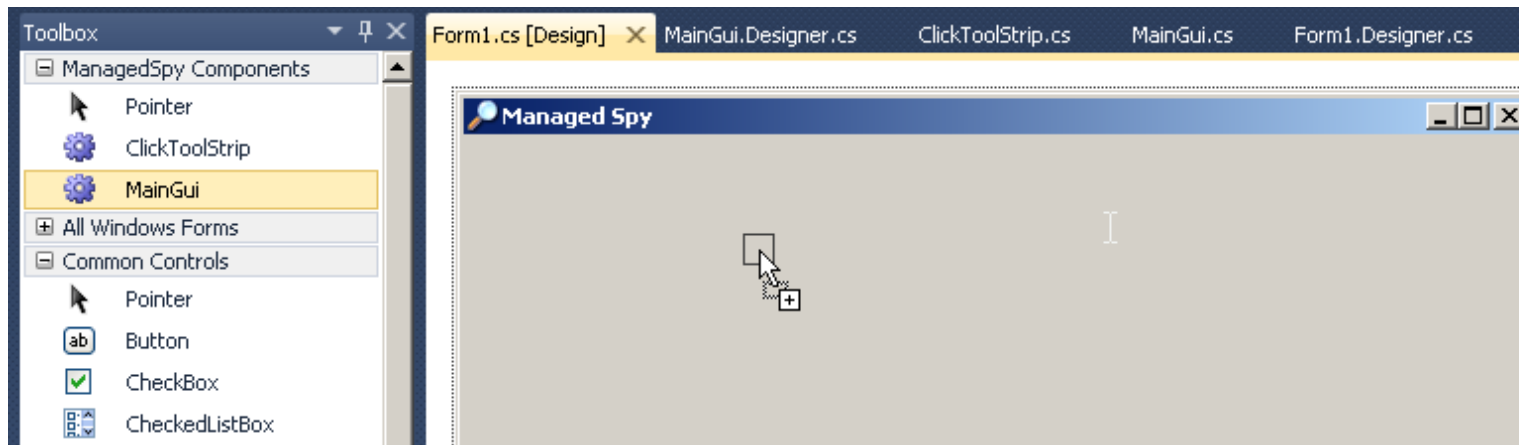 Toolbox
Form1.cs [Design] MainGui.Designer.cs ClickToolStrip.cs MainGui.cs Form1.Designer.cs
ManagedSpy Components
Pointer
ClickToolStrip
MainGui
All Windows Forms
Common Controls
Pointer
ab Button
CheckBox
CheckedListBox
Managed Spy